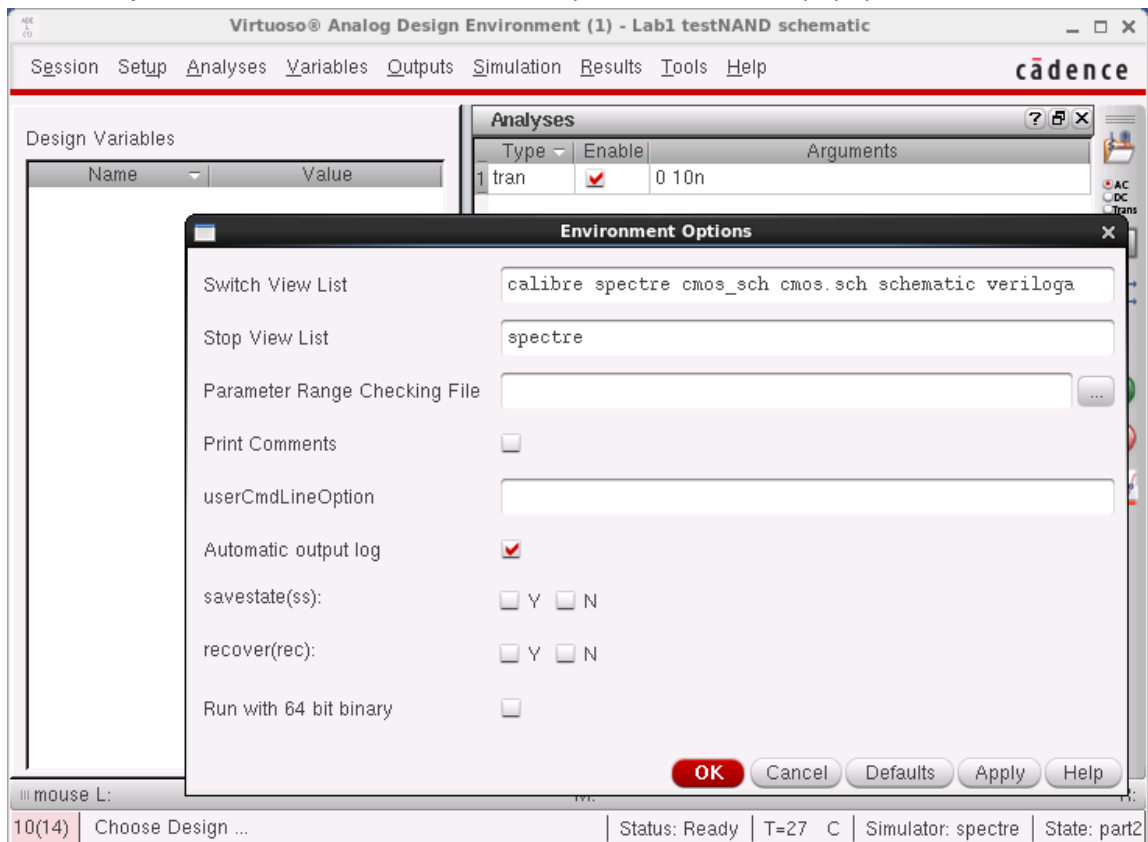 Virtuoso® Analog Design Environment (1) - Lab1 testNAND schematic
Session Setup Analyses Variables Outputs Simulation Results Tools Help cādence
Design Variables
Name Value
Analyses
Type Enable Arguments
1 tran 0 10n
AC
DC
Trans
Environment Options
Switch View List calibre spectre cmos_sch cmos.sch schematic veriloga
Stop View List spectre
Parameter Range Checking File ...
Print Comments
userCmdLineOption
Automatic output log
savestate(ss): Y N
recover(rec): Y N
Run with 64 bit binary
OK Cancel Defaults Apply Help
mouse L:
10(14) Choose Design ... Status: Ready T=27 C Simulator: spectre State: part2